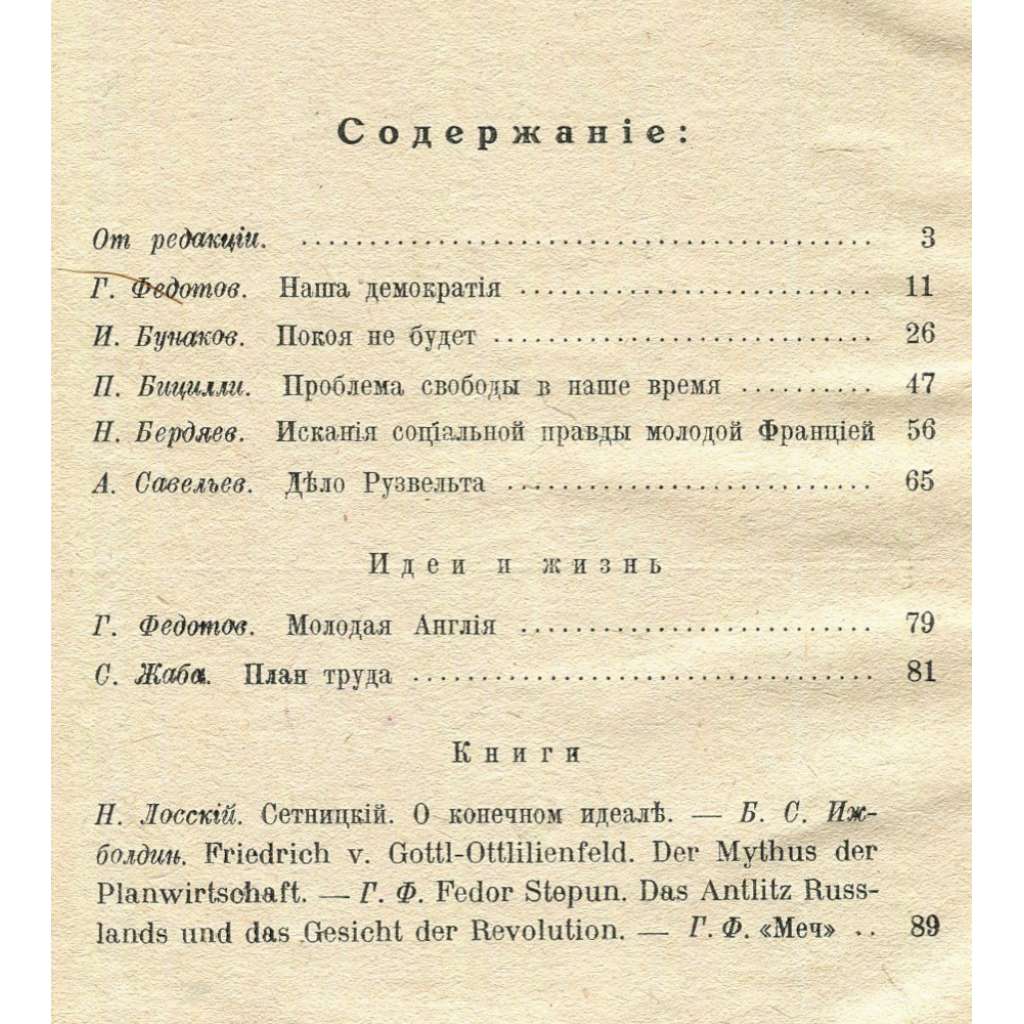 Содержаніе:
От редакціи. 3
Г. Федотов. Наша демократія 11
И. Бунаков. Покоя не будет 26
П. Бицилли. Проблема свободы в наше время 47
Н. Бердяев. Исканія соціальной правды молодой Франціей 56
А. Савельев. Дѣло Рузвельта 65
Идеи и жизнь
Г. Федотов. Молодая Англія 79
С. Жаба. План труда 81
Книги
Н. Лосскій. Сетницкій. О конечном идеалѣ. — Б. С. Иж-
болдин. Friedrich v. Gottl-Ottlilienfeld. Der Mythus der
Planwirtschaft. — Г. Ф. Fedor Stepun. Das Antlitz Russ-
lands und das Gesicht der Revolution. — Г. Ф. «Меч» .. 89